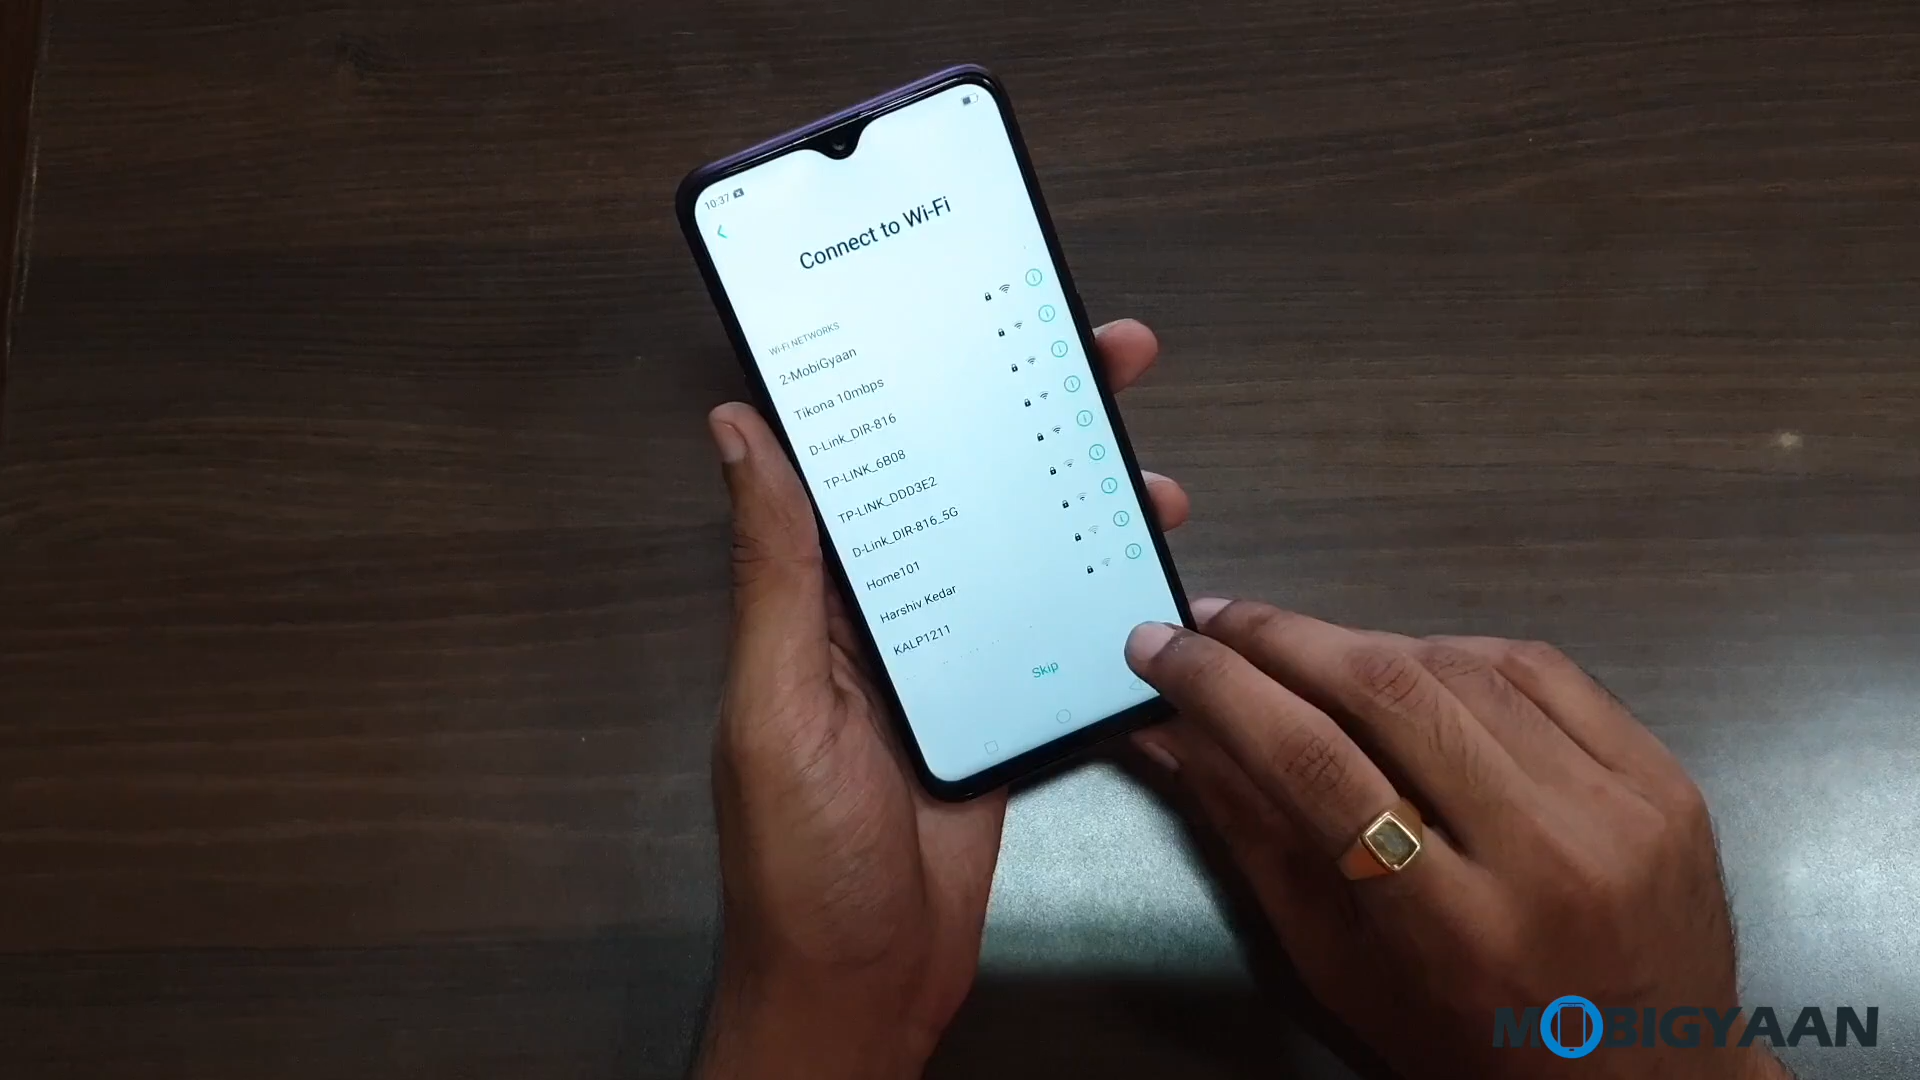 10:37
Connect to Wi-Fi
WI-FI NETWORKS
2-MobiGyaan
Tikona 10mbps
D-Link_DIR-816
TP-LINK_6B08
TP-LINK_DDD3E2
D-Link_DIR-816_5G
Home101
Harshiv Kedar
KALP1211
Skip
MOBIGYAAN